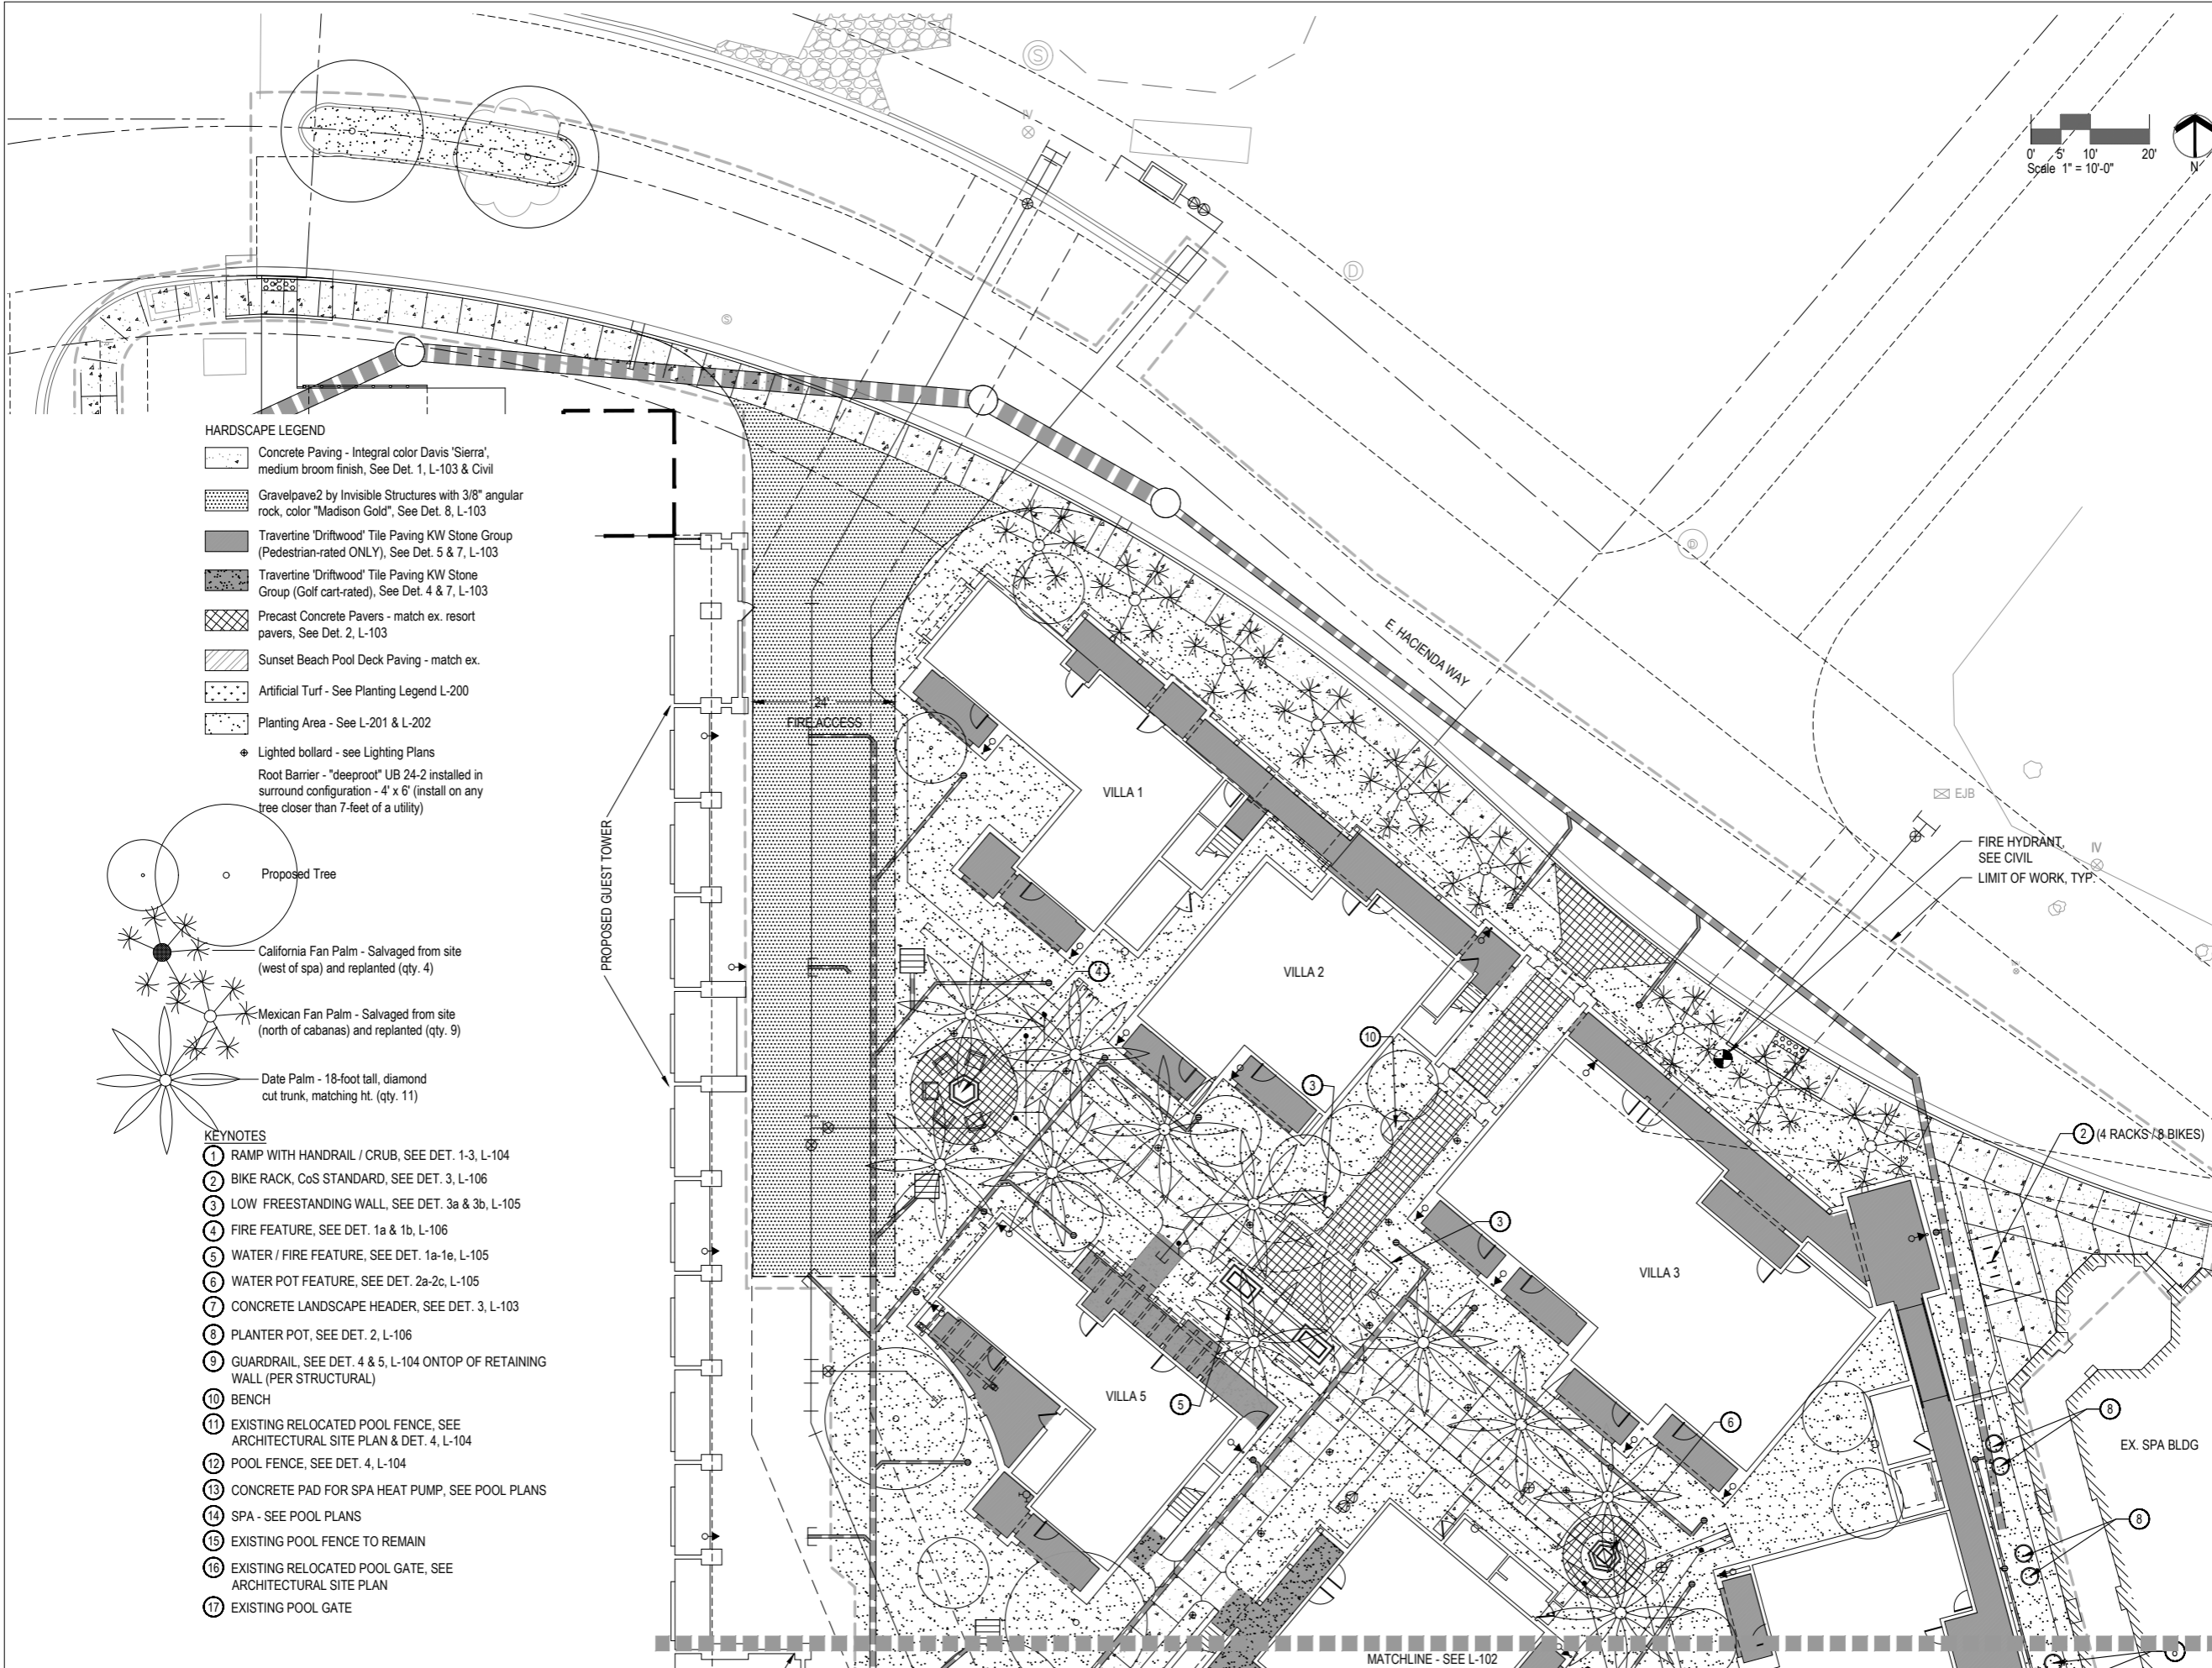 S
IV
D
0' 5' 10' 20'
Scale 1" = 10'-0"
N
S
D
HARDSCAPE LEGEND
Concrete Paving - Integral color Davis 'Sierra',
medium broom finish, See Det. 1, L-103 & Civil
Gravelpave2 by Invisible Structures with 3/8" angular
rock, color "Madison Gold", See Det. 8, L-103
Travertine 'Driftwood' Tile Paving KW Stone Group
(Pedestrian-rated ONLY), See Det. 5 & 7, L-103
Travertine 'Driftwood' Tile Paving KW Stone
Group (Golf cart-rated), See Det. 4 & 7, L-103
Precast Concrete Pavers - match ex. resort
pavers, See Det. 2, L-103
Sunset Beach Pool Deck Paving - match ex.
Artificial Turf - See Planting Legend L-200
Planting Area - See L-201 & L-202
Lighted bollard - see Lighting Plans
Root Barrier - "deeproot" UB 24-2 installed in
surround configuration - 4' x 6' (install on any
tree closer than 7-feet of a utility)
Proposed Tree
California Fan Palm - Salvaged from site
(west of spa) and replanted (qty. 4)
Mexican Fan Palm - Salvaged from site
(north of cabanas) and replanted (qty. 9)
Date Palm - 18-foot tall, diamond
cut trunk, matching ht. (qty. 11)
KEYNOTES
1 RAMP WITH HANDRAIL / CRUB, SEE DET. 1-3, L-104
2 BIKE RACK, CoS STANDARD, SEE DET. 3, L-106
3 LOW FREESTANDING WALL, SEE DET. 3a & 3b, L-105
4 FIRE FEATURE, SEE DET. 1a & 1b, L-106
5 WATER / FIRE FEATURE, SEE DET. 1a-1e, L-105
6 WATER POT FEATURE, SEE DET. 2a-2c, L-105
7 CONCRETE LANDSCAPE HEADER, SEE DET. 3, L-103
8 PLANTER POT, SEE DET. 2, L-106
9 GUARDRAIL, SEE DET. 4 & 5, L-104 ONTOP OF RETAINING
WALL (PER STRUCTURAL)
10 BENCH
11 EXISTING RELOCATED POOL FENCE, SEE
ARCHITECTURAL SITE PLAN & DET. 4, L-104
12 POOL FENCE, SEE DET. 4, L-104
13 CONCRETE PAD FOR SPA HEAT PUMP, SEE POOL PLANS
14 SPA - SEE POOL PLANS
15 EXISTING POOL FENCE TO REMAIN
16 EXISTING RELOCATED POOL GATE, SEE
ARCHITECTURAL SITE PLAN
17 EXISTING POOL GATE
PROPOSED GUEST TOWER
24'
FIRE ACCESS
E. HACIENDA WAY
VILLA 1
EJB
IV
FIRE HYDRANT,
SEE CIVIL
LIMIT OF WORK, TYP.
4
VILLA 2
10
3
2 (4 RACKS / 8 BIKES)
3
VILLA 3
VILLA 5
5
6
8
EX. SPA BLDG
8
MATCHLINE - SEE L-102
8